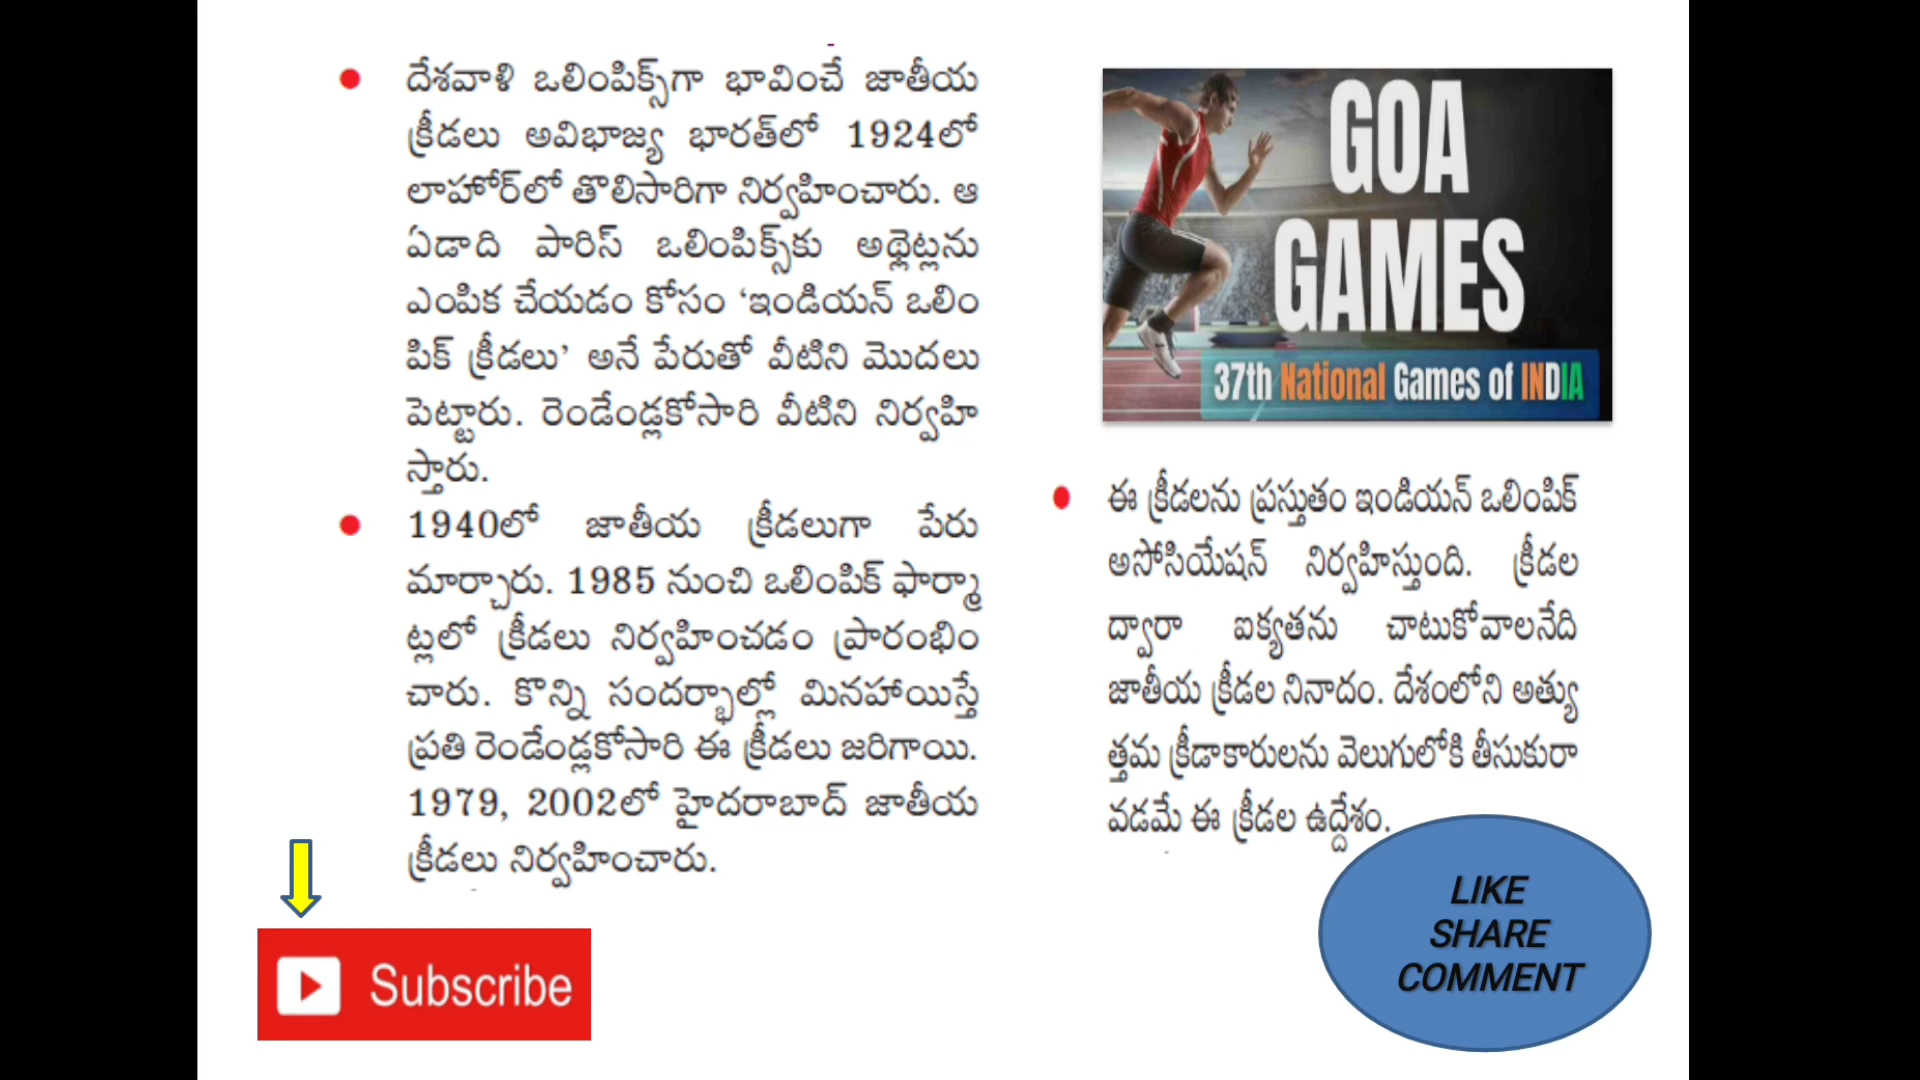 దేశవాళి ఒలింపిక్స్‌గా భావించే జాతీయ
క్రీడలు అవిభాజ్య భారత్‌లో 1924లో
లాహోర్‌లో తొలిసారిగా నిర్వహించారు. ఆ
ఏడాది పారిస్ ఒలింపిక్స్‌కు అథ్లెట్లను
ఎంపిక చేయడం కోసం ‘ఇండియన్ ఒలిం
పిక్ క్రీడలు’ అనే పేరుతో వీటిని మొదలు
పెట్టారు. రెండేండ్లకోసారి వీటిని నిర్వహి
స్తారు.
1940లో జాతీయ క్రీడలుగా పేరు
మార్చారు. 1985 నుంచి ఒలింపిక్ ఫార్మా
ట్లలో క్రీడలు నిర్వహించడం ప్రారంభిం
చారు. కొన్ని సందర్భాల్లో మినహాయిస్తే
ప్రతి రెండేండ్లకోసారి ఈ క్రీడలు జరిగాయి.
1979, 2002లో హైదరాబాద్ జాతీయ
క్రీడలు నిర్వహించారు.
Subscribe
GOA
GAMES
37th National Games of INDIA
ఈ క్రీడలను ప్రస్తుతం ఇండియన్ ఒలింపిక్
అసోసియేషన్ నిర్వహిస్తుంది. క్రీడల
ద్వారా ఐక్యతను చాటుకోవాలనేది
జాతీయ క్రీడల నినాదం. దేశంలోని అత్యు
త్తమ క్రీడాకారులను వెలుగులోకి తీసుకురా
వడమే ఈ క్రీడల ఉద్దేశం.
LIKE
SHARE
COMMENT